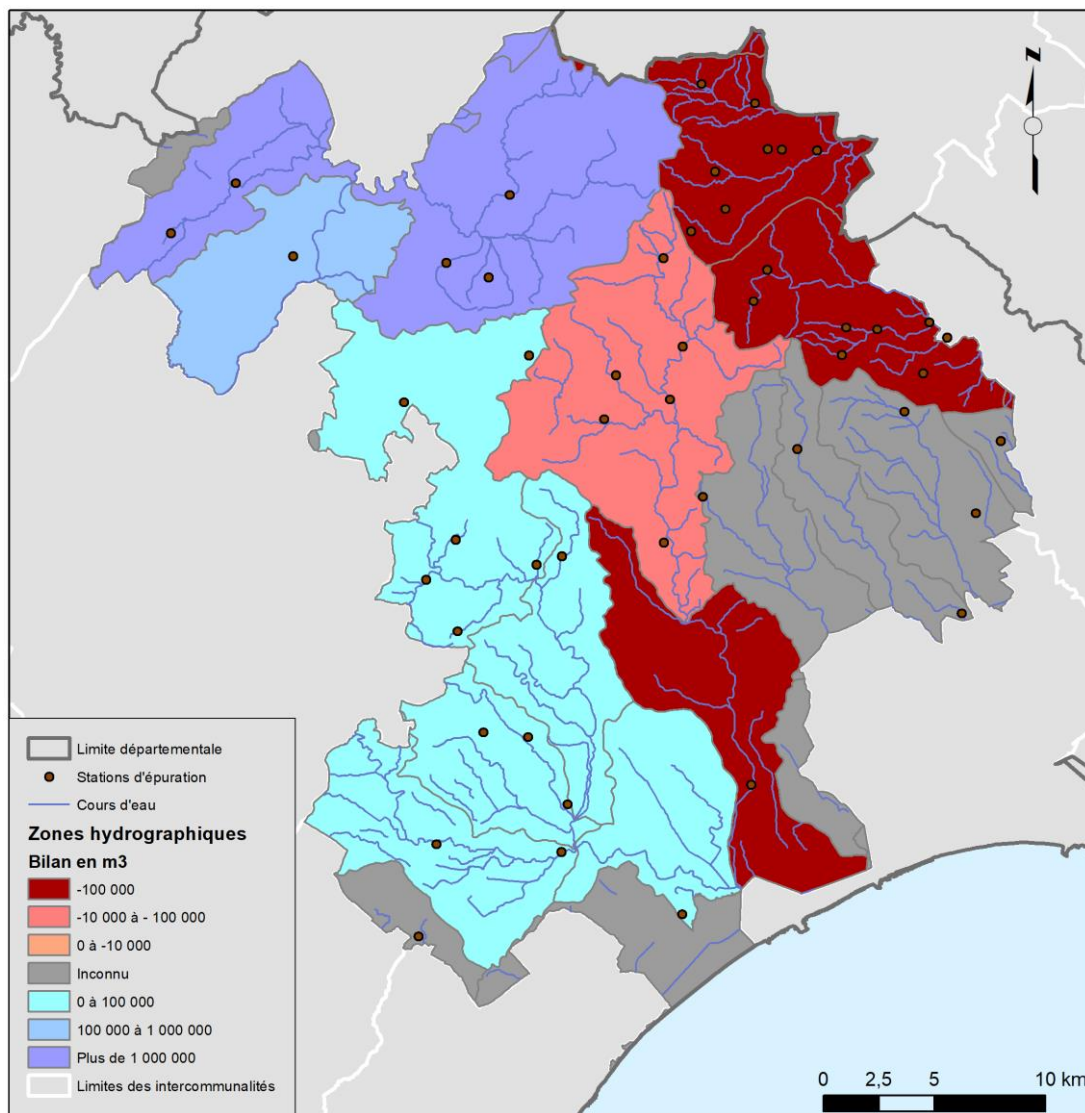 N
Limite départementale
Stations d'épuration
Cours d'eau
Zones hydrographiques
Bilan en m3
-100 000
-10 000 à - 100 000
0 à -10 000
Inconnu
0 à 100 000
100 000 à 1 000 000
Plus de 1 000 000
Limites des intercommunalités
0 2,5 5 10 km